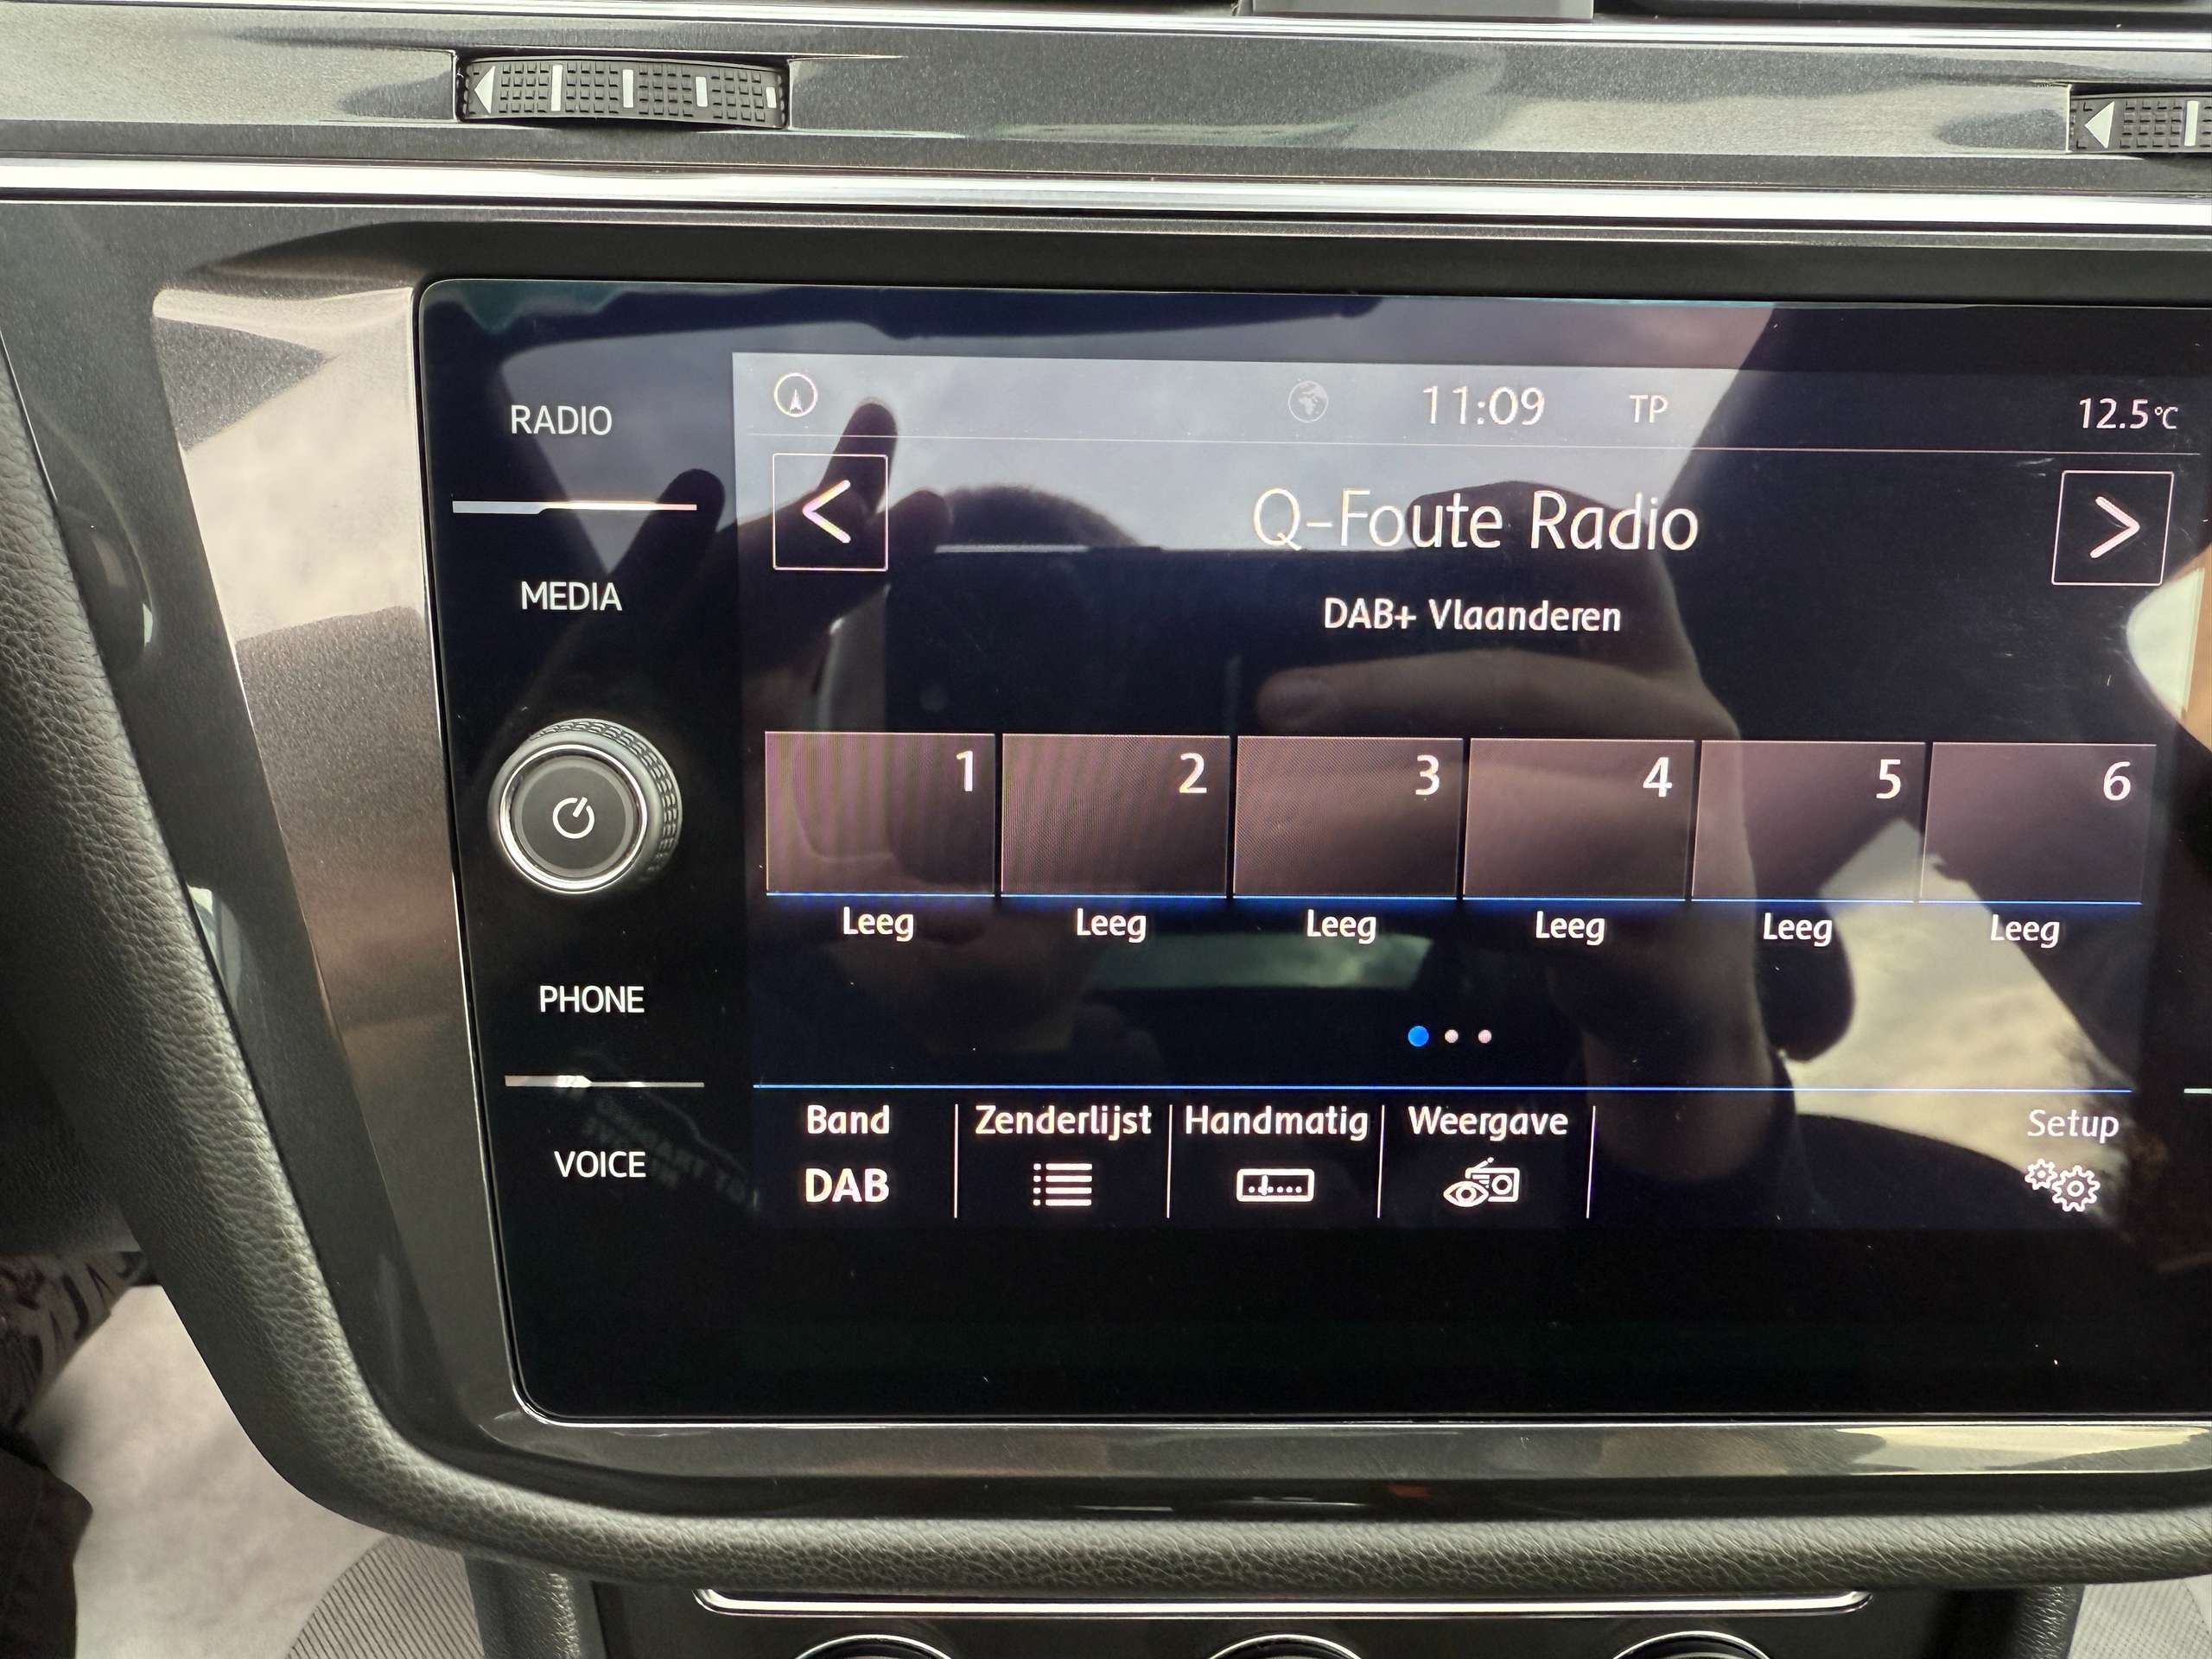 RADIO
MEDIA
PHONE
VOICE
11:09 TP 12.5°C
< Q-Foute Radio >
DAB+ Vlaanderen
1 2 3 4 5 6
Leeg Leeg Leeg Leeg Leeg Leeg
Band Zenderlijst Handmatig Weergave Setup
DAB